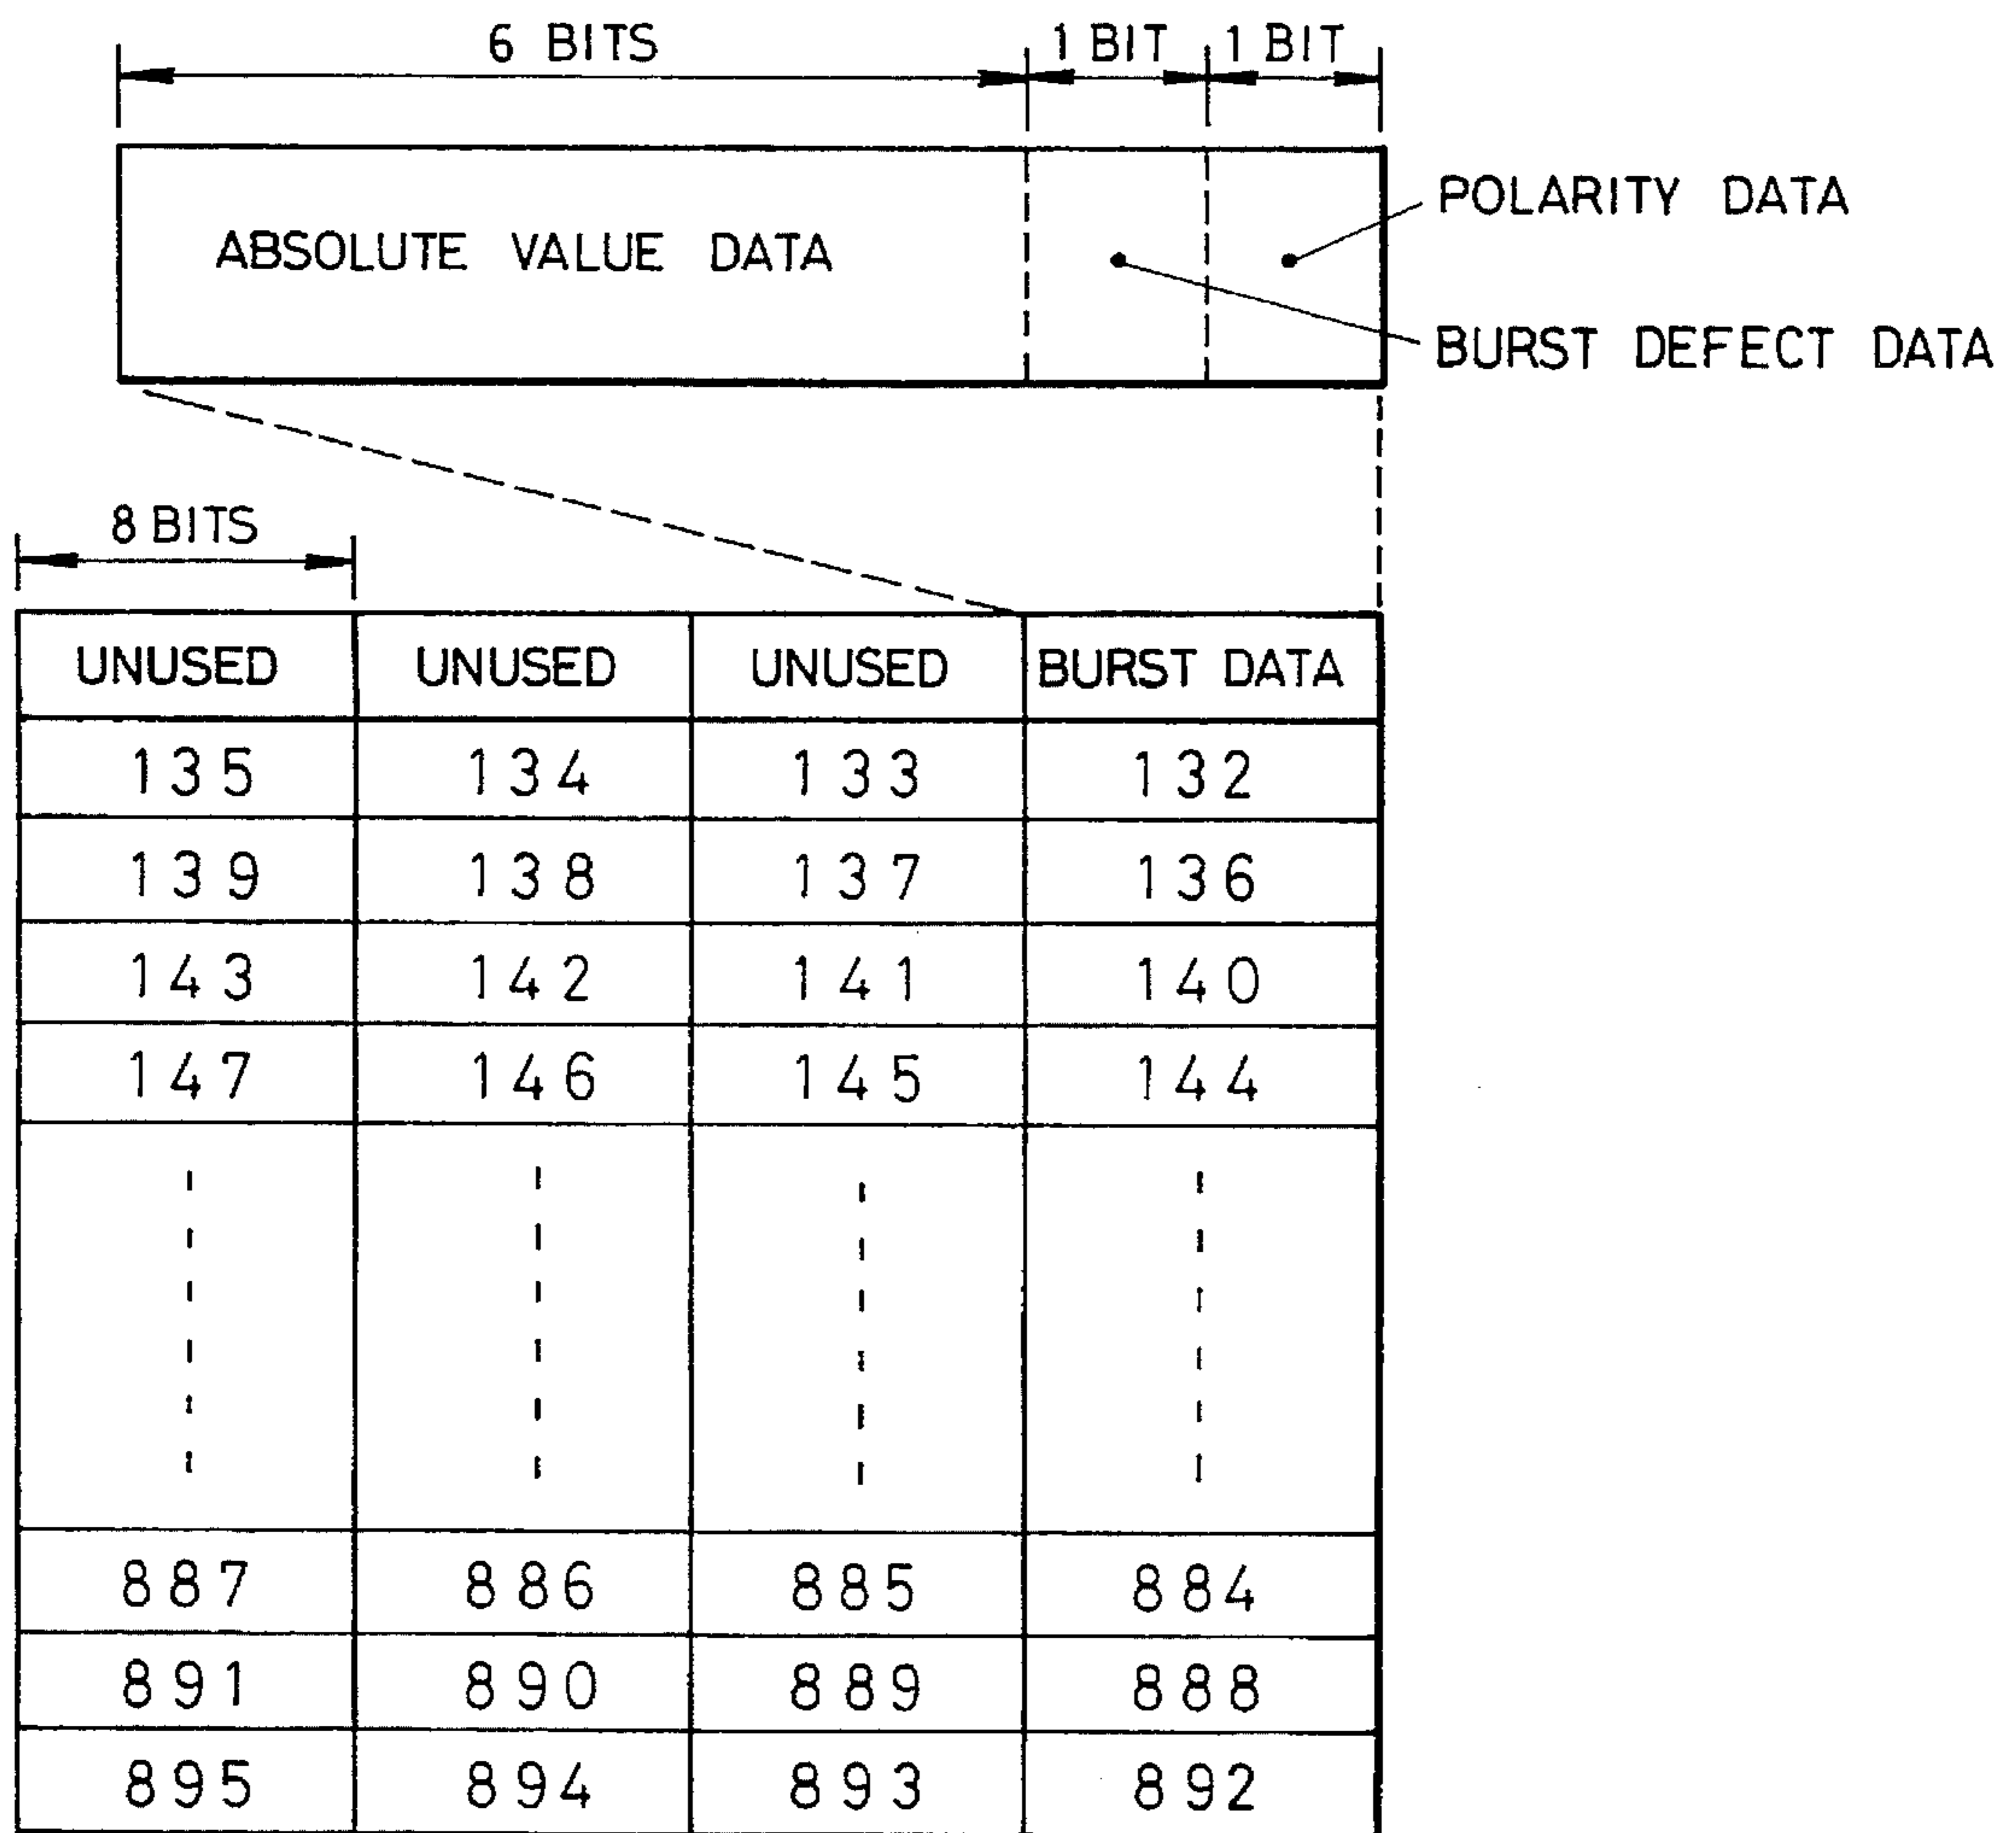 6 BITS 1 BIT 1 BIT
ABSOLUTE VALUE DATA
POLARITY DATA
BURST DEFECT DATA
8 BITS
UNUSED UNUSED UNUSED BURST DATA
135 134 133 132
139 138 137 136
143 142 141 140
147 146 145 144
887 886 885 884
891 890 889 888
895 894 893 892